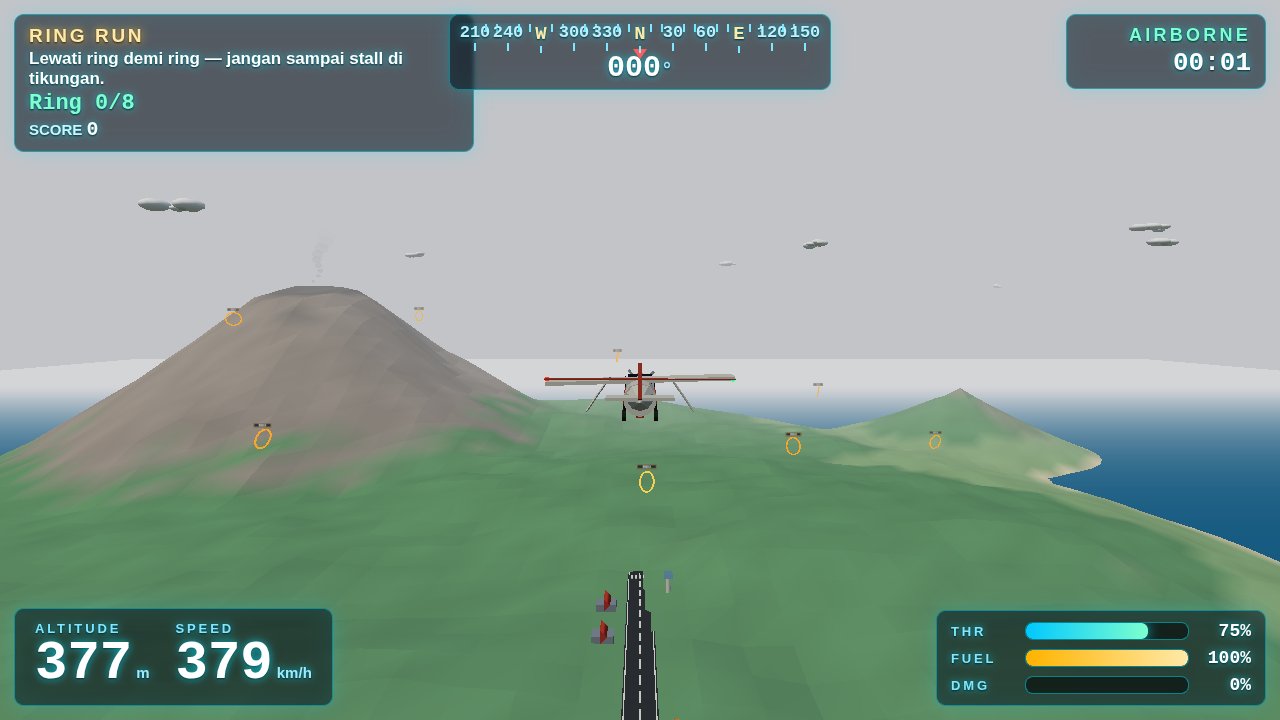 RING RUN
Lewati ring demi ring — jangan sampai stall di
tikungan.
Ring 0/8
SCORE 0
210 240 W 300 330 N 30 60 E 120 150
000°
AIRBORNE
00:01
ALTITUDE SPEED
377 m 379 km/h
THR 75%
FUEL 100%
DMG 0%